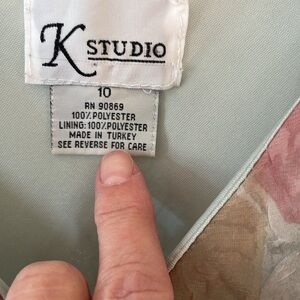 K STUDIO
10
RN 90869
100% POLYESTER
LINING: 100% POLYESTER
MADE IN TURKEY
SEE REVERSE FOR CARE